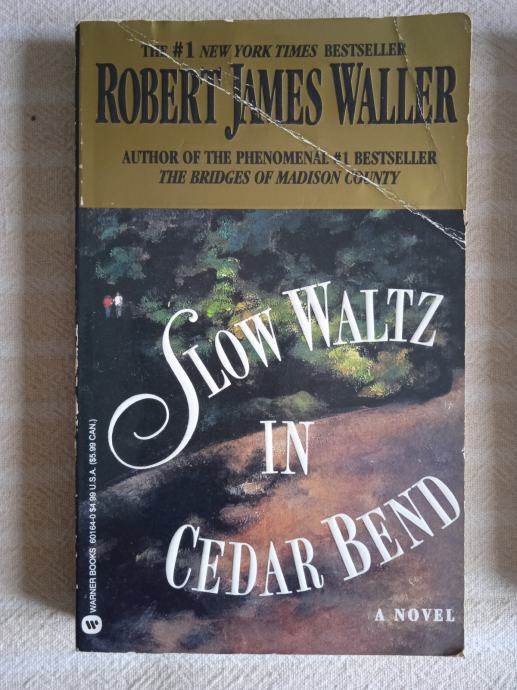 THE #1 NEW YORK TIMES BESTSELLER
ROBERT JAMES WALLER
AUTHOR OF THE PHENOMENAL #1 BESTSELLER
THE BRIDGES OF MADISON COUNTY
SLOW WALTZ
IN
CEDAR BEND
A NOVEL
WARNER BOOKS 60164-0 $4.99 U.S.A. ($5.99 CAN.)